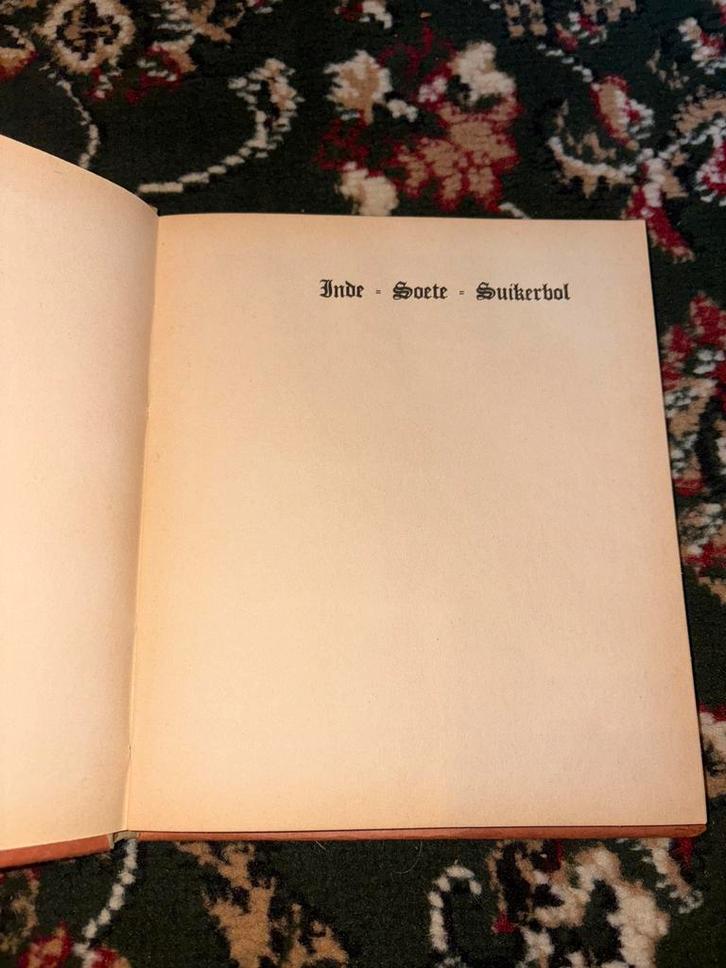 Inde = Soete = Suikerbol